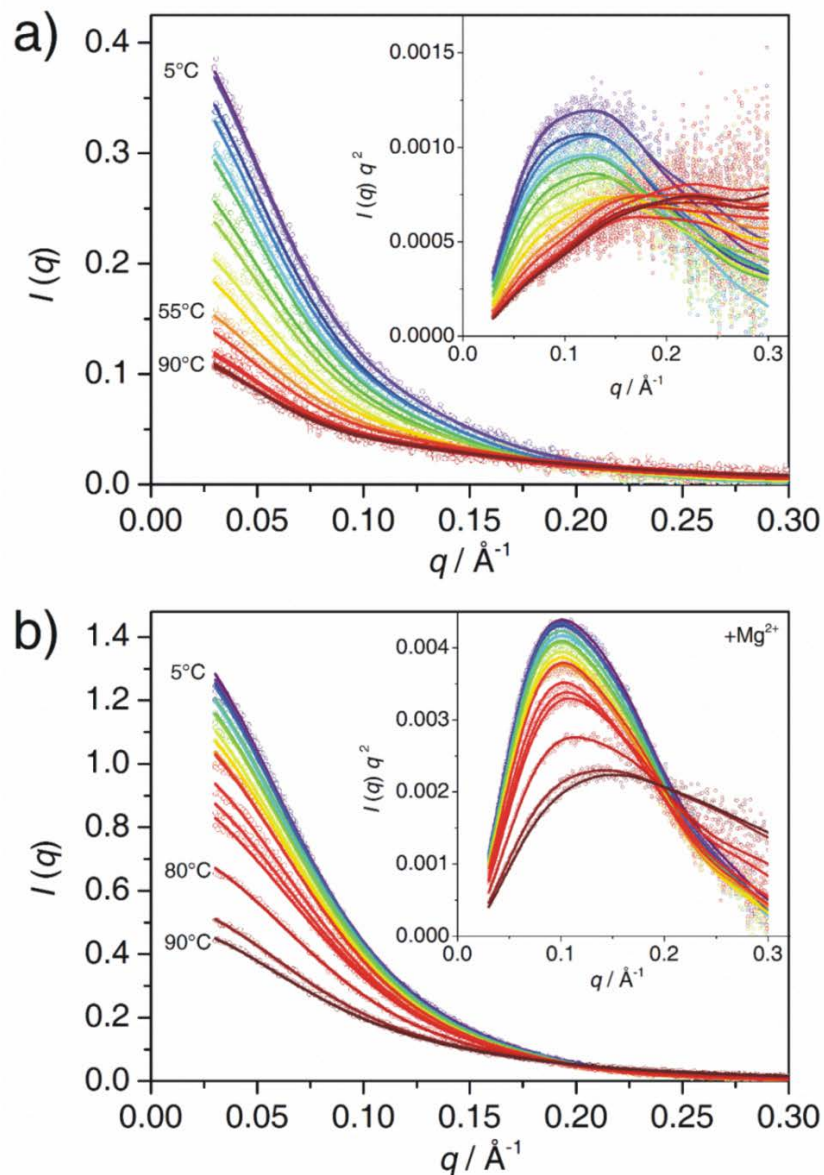 a)
0.4
0.3
0.2
0.1
0.0
I (q)
5°C
55°C
90°C
0.00 0.05 0.10 0.15 0.20 0.25 0.30
q / Å⁻¹
0.0015
0.0010
0.0005
0.0000
I (q) q²
0.0 0.1 0.2 0.3
q / Å⁻¹
b)
1.4
1.2
1.0
0.8
0.6
0.4
0.2
0.0
I (q)
5°C
80°C
90°C
0.00 0.05 0.10 0.15 0.20 0.25 0.30
q / Å⁻¹
+Mg²⁺
0.004
0.003
0.002
0.001
0.000
I (q) q²
0.0 0.1 0.2 0.3
q / Å⁻¹